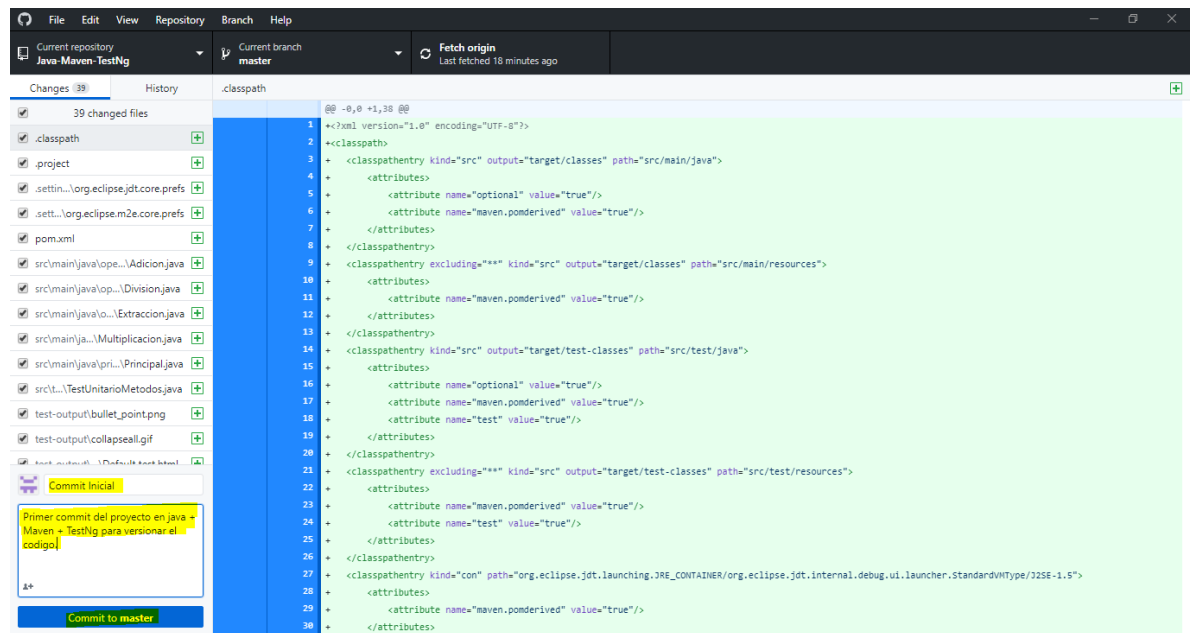 File Edit View Repository Branch Help
Current repository
Java-Maven-TestNg
Current branch
master
Fetch origin
Last fetched 18 minutes ago
Changes 39 History
.classpath
39 changed files
.classpath
.project
.settin...\org.eclipse.jdt.core.prefs
.sett...\org.eclipse.m2e.core.prefs
pom.xml
src\main\java\ope...\Adicion.java
src\main\java\op...\Division.java
src\main\java\o...\Extraccion.java
src\main\ja...\Multiplicacion.java
src\main\java\pri...\Principal.java
src\t...\TestUnitarioMetodos.java
test-output\bullet_point.png
test-output\collapseall.gif
test-output\...\Default test.html
Commit Inicial
Primer commit del proyecto en java +
Maven + TestNg para versionar el
codigo.
Commit to master
@@ -0,0 +1,38 @@
1 +<?xml version="1.0" encoding="UTF-8"?>
2 +<classpath>
3 + <classpathentry kind="src" output="target/classes" path="src/main/java">
4 + <attributes>
5 + <attribute name="optional" value="true"/>
6 + <attribute name="maven.pomderived" value="true"/>
7 + </attributes>
8 + </classpathentry>
9 + <classpathentry excluding="**" kind="src" output="target/classes" path="src/main/resources">
10 + <attributes>
11 + <attribute name="maven.pomderived" value="true"/>
12 + </attributes>
13 + </classpathentry>
14 + <classpathentry kind="src" output="target/test-classes" path="src/test/java">
15 + <attributes>
16 + <attribute name="optional" value="true"/>
17 + <attribute name="maven.pomderived" value="true"/>
18 + <attribute name="test" value="true"/>
19 + </attributes>
20 + </classpathentry>
21 + <classpathentry excluding="**" kind="src" output="target/test-classes" path="src/test/resources">
22 + <attributes>
23 + <attribute name="maven.pomderived" value="true"/>
24 + <attribute name="test" value="true"/>
25 + </attributes>
26 + </classpathentry>
27 + <classpathentry kind="con" path="org.eclipse.jdt.launching.JRE_CONTAINER/org.eclipse.jdt.internal.debug.ui.launcher.StandardVMType/J2SE-1.5">
28 + <attributes>
29 + <attribute name="maven.pomderived" value="true"/>
30 + </attributes>